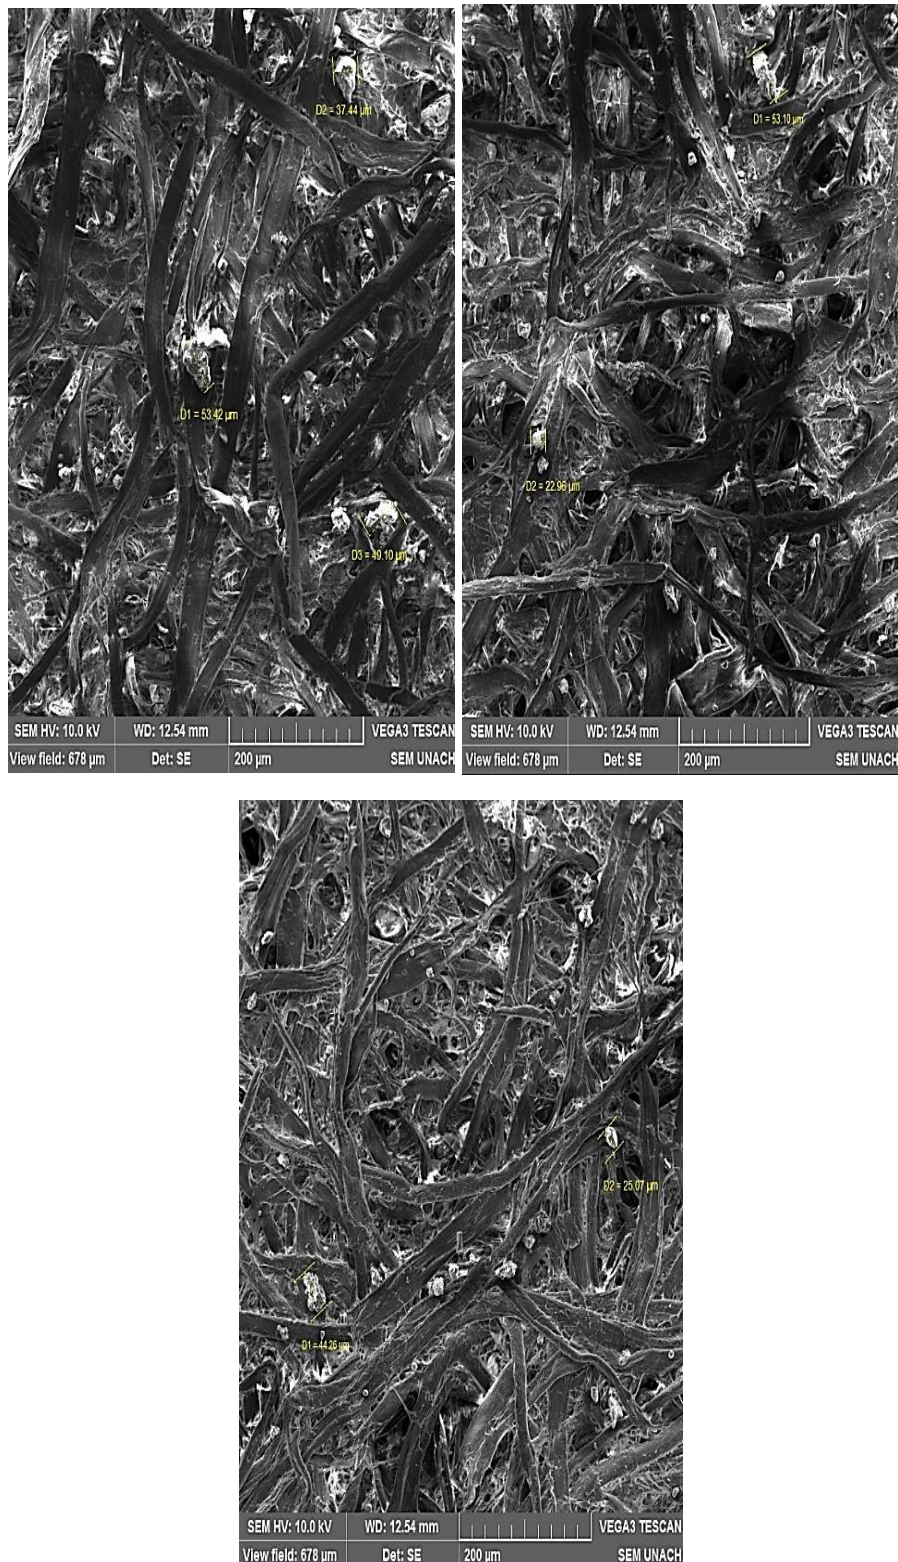 D2 = 37.44 µm
D1 = 53.42 µm
D3 = 49.10 µm
SEM HV: 10.0 kV WD: 12.54 mm VEGA3 TESCAN
View field: 678 µm Det: SE 200 µm SEM UNACH
D1 = 53.10 µm
D2 = 22.96 µm
SEM HV: 10.0 kV WD: 12.54 mm VEGA3 TESCAN
View field: 678 µm Det: SE 200 µm SEM UNACH
D2 = 25.07 µm
D1 = 44.26 µm
SEM HV: 10.0 kV WD: 12.54 mm VEGA3 TESCAN
View field: 678 µm Det: SE 200 µm SEM UNACH